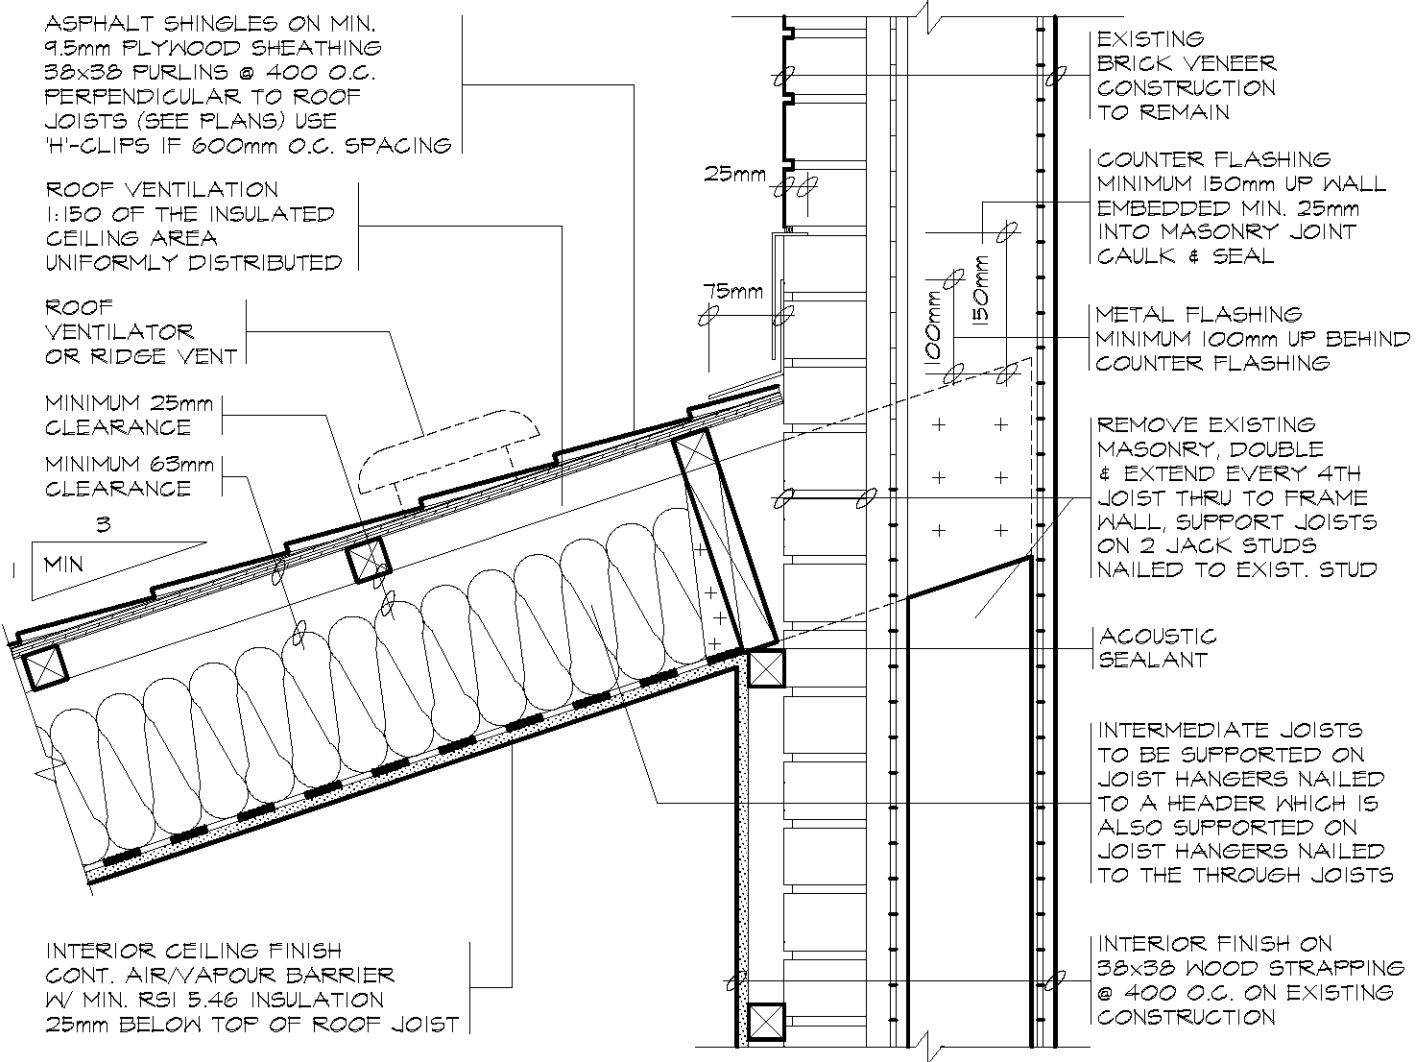 ASPHALT SHINGLES ON MIN.
9.5mm PLYWOOD SHEATHING
38x38 PURLINS @ 400 O.C.
PERPENDICULAR TO ROOF
JOISTS (SEE PLANS) USE
'H'-CLIPS IF 600mm O.C. SPACING
ROOF VENTILATION
1:150 OF THE INSULATED
CEILING AREA
UNIFORMLY DISTRIBUTED
ROOF
VENTILATOR
OR RIDGE VENT
MINIMUM 25mm
CLEARANCE
MINIMUM 63mm
CLEARANCE
3
1
MIN
INTERIOR CEILING FINISH
CONT. AIR/VAPOUR BARRIER
W/ MIN. RSI 5.46 INSULATION
25mm BELOW TOP OF ROOF JOIST
25mm
75mm
00mm
150mm
EXISTING
BRICK VENEER
CONSTRUCTION
TO REMAIN
COUNTER FLASHING
MINIMUM 150mm UP WALL
EMBEDDED MIN. 25mm
INTO MASONRY JOINT
CAULK & SEAL
METAL FLASHING
MINIMUM 100mm UP BEHIND
COUNTER FLASHING
REMOVE EXISTING
MASONRY, DOUBLE
& EXTEND EVERY 4TH
JOIST THRU TO FRAME
WALL, SUPPORT JOISTS
ON 2 JACK STUDS
NAILED TO EXIST. STUD
ACOUSTIC
SEALANT
INTERMEDIATE JOISTS
TO BE SUPPORTED ON
JOIST HANGERS NAILED
TO A HEADER WHICH IS
ALSO SUPPORTED ON
JOIST HANGERS NAILED
TO THE THROUGH JOISTS
INTERIOR FINISH ON
38x38 WOOD STRAPPING
@ 400 O.C. ON EXISTING
CONSTRUCTION